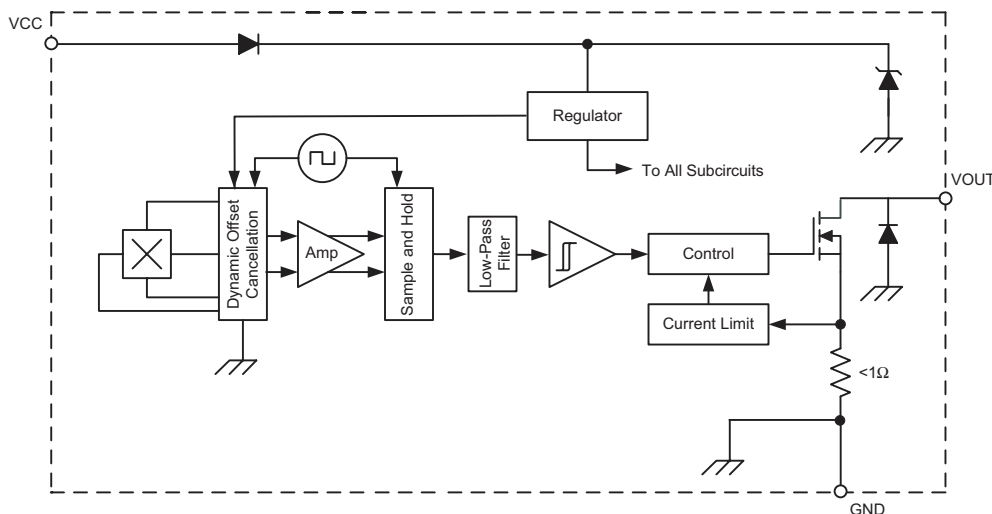 VCC
Regulator
To All Subcircuits
VOUT
Dynamic Offset
Cancellation
Amp
Sample and Hold
Low-Pass
Filter
Control
Current Limit
<1Ω
GND